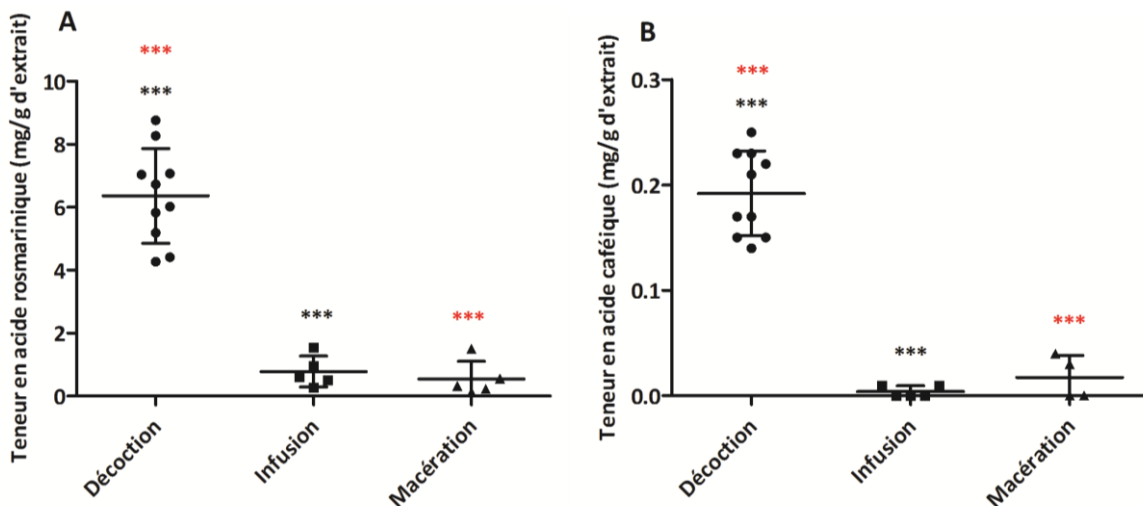 A
Teneur en acide rosmarinique (mg/g d'extrait)
***
***
10
8
6
4
2
0
***
***
Décoction
Infusion
Macération
B
Teneur en acide caféique (mg/g d'extrait)
***
***
0.3
0.2
0.1
0.0
***
***
Décoction
Infusion
Macération